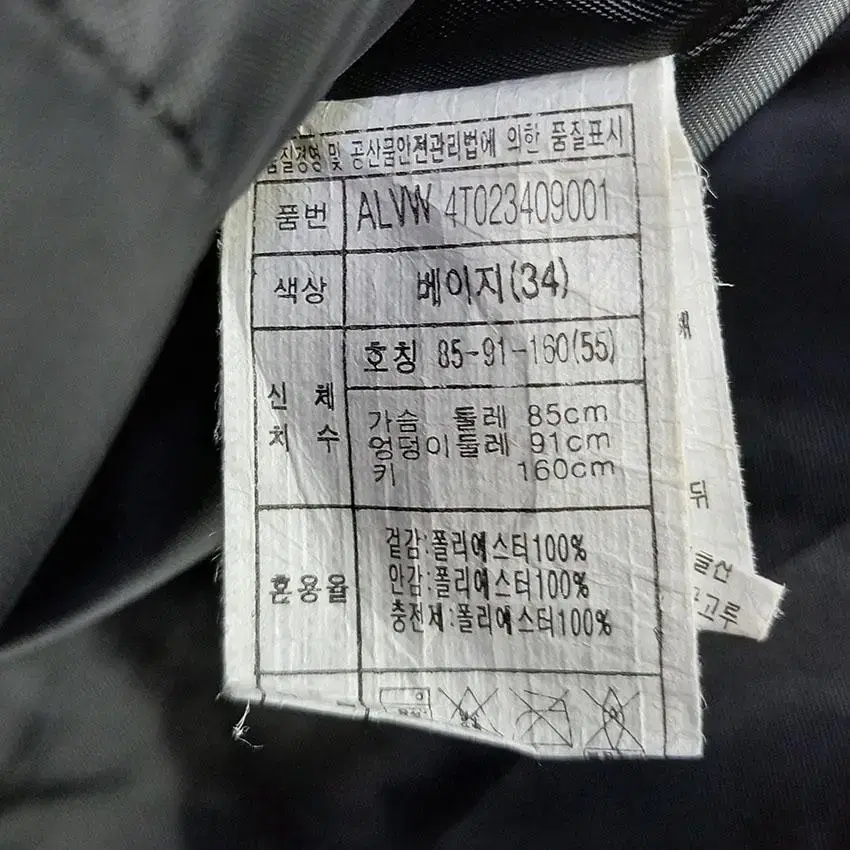 품질경영 및 공산품안전관리법에 의한 품질표시
품번 ALVW 4T023409001
색상 베이지(34)
신체 치수
호칭 85-91-160(55)
가슴 둘레 85cm
엉덩이둘레 91cm
키 160cm
혼용율
겉감:폴리에스터100%
안감:폴리에스터100%
충전제:폴리에스터100%
뒤
고루